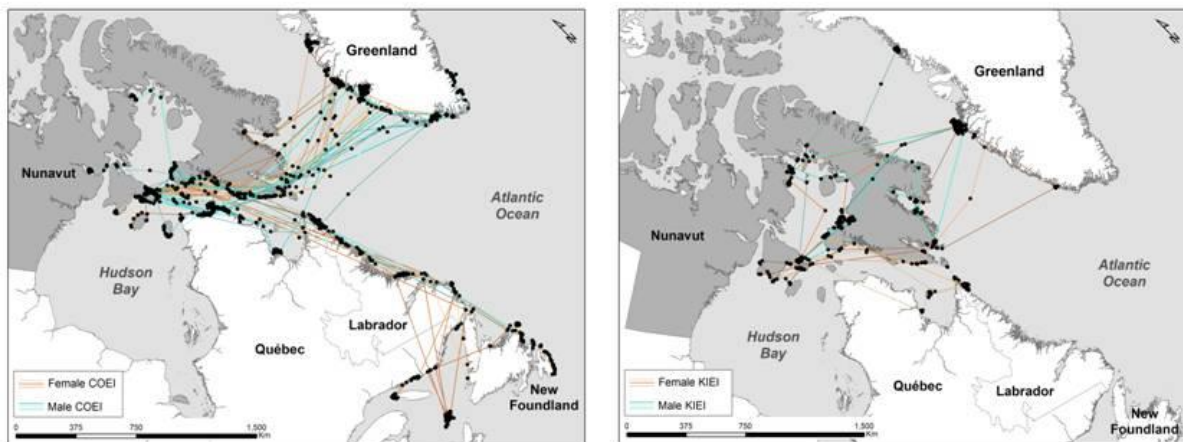 Greenland
Nunavut
Atlantic
Ocean
Hudson
Bay
Labrador
Québec
New
Foundland
Female COEI
Male COEI
0 375 750 1,500
Km
N
Greenland
Nunavut
Atlantic
Ocean
Hudson
Bay
Québec
Labrador
New
Foundland
Female KIEI
Male KIEI
0 375 750 1,500
Km
N